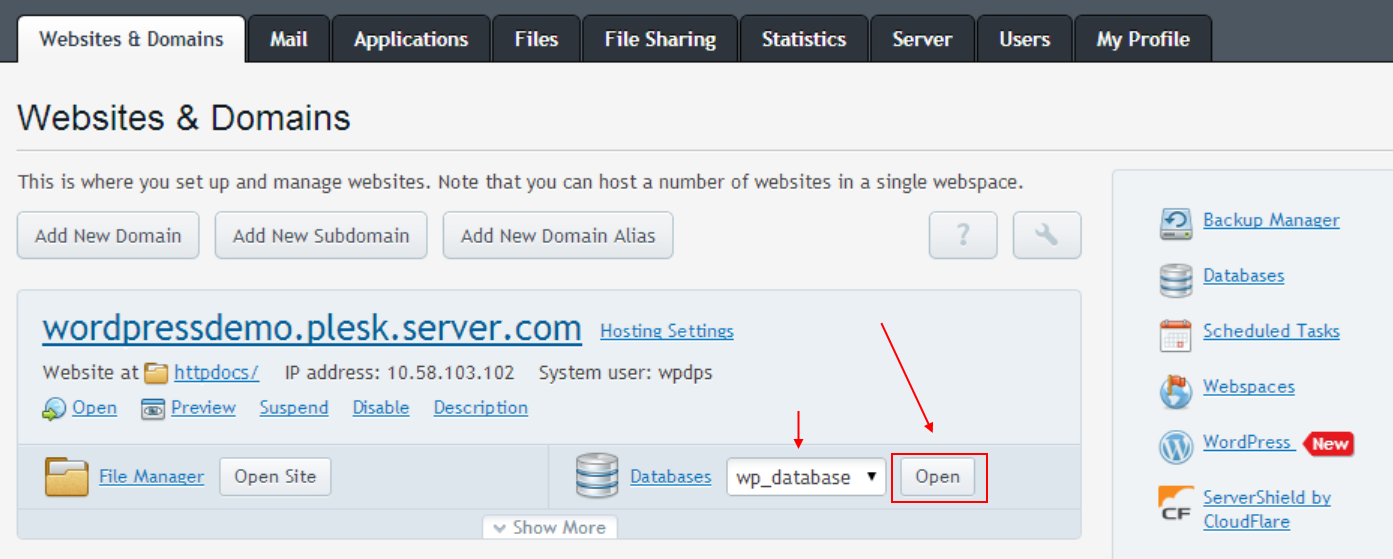 Websites & Domains Mail Applications Files File Sharing Statistics Server Users My Profile
Websites & Domains
This is where you set up and manage websites. Note that you can host a number of websites in a single webspace.
Add New Domain Add New Subdomain Add New Domain Alias ?
wordpressdemo.plesk.server.com Hosting Settings
Website at httpdocs/ IP address: 10.58.103.102 System user: wpdps
Open Preview Suspend Disable Description
File Manager Open Site Databases wp_database Open
Show More
Backup Manager
Databases
Scheduled Tasks
Webspaces
WordPress New
CF ServerShield by
CloudFlare